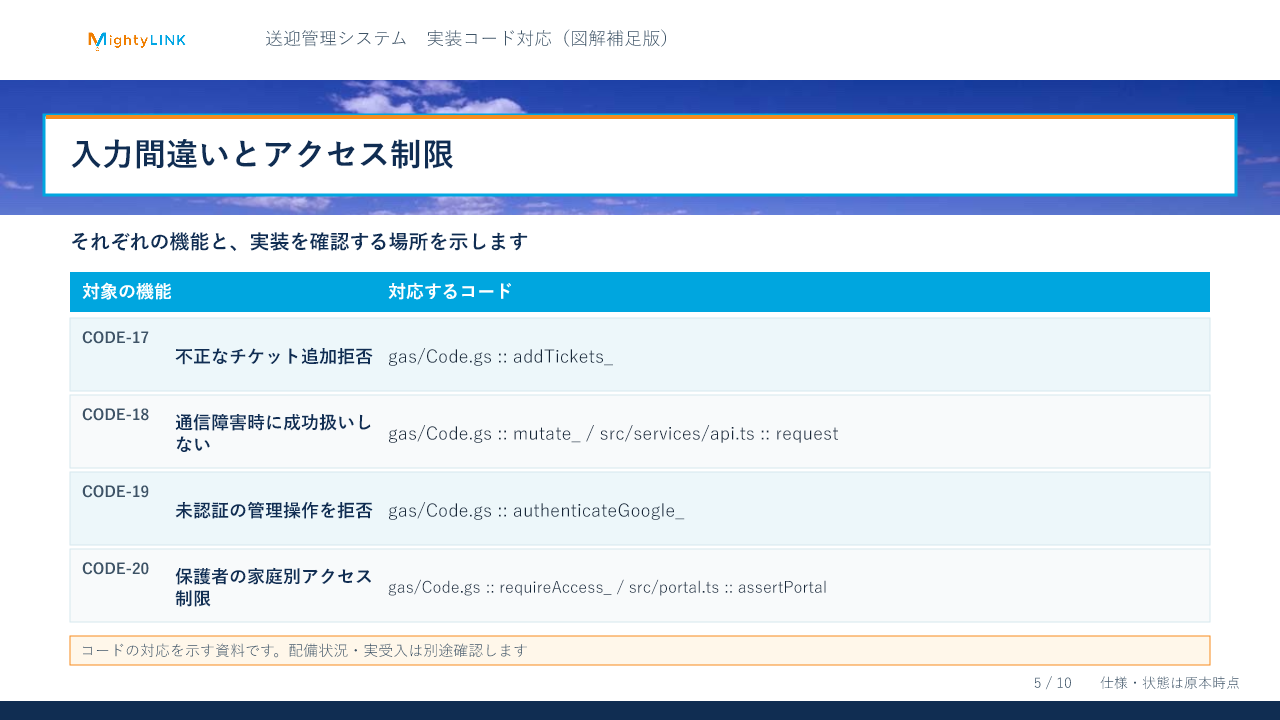 MightyLINK
送迎管理システム　実装コード対応（図解補足版）
入力間違いとアクセス制限
それぞれの機能と、実装を確認する場所を示します
対象の機能　対応するコード
CODE-17
不正なチケット追加拒否　gas/Code.gs :: addTickets_
CODE-18
通信障害時に成功扱いし
ない
gas/Code.gs :: mutate_ / src/services/api.ts :: request
CODE-19
未認証の管理操作を拒否　gas/Code.gs :: authenticateGoogle_
CODE-20
保護者の家庭別アクセス
制限
gas/Code.gs :: requireAccess_ / src/portal.ts :: assertPortal
コードの対応を示す資料です。配備状況・実受入は別途確認します
5 / 10　仕様・状態は原本時点